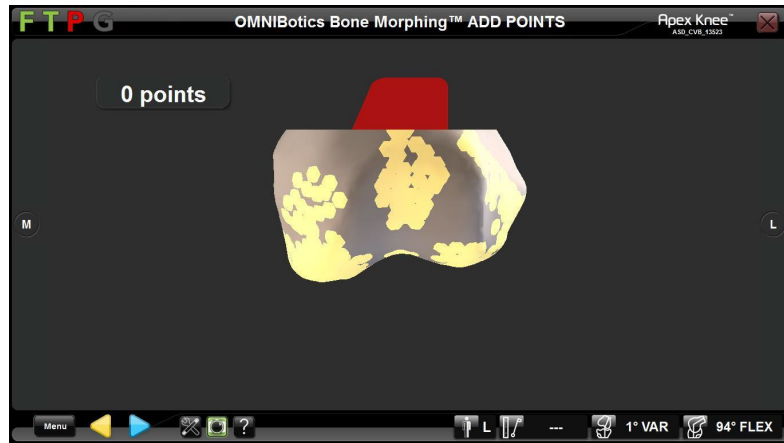 F T P G
OMNIBotics Bone Morphing™ ADD POINTS
Apex Knee™
ASD_CVB_13523
0 points
M
L
Menu
?
L
---
1° VAR
94° FLEX